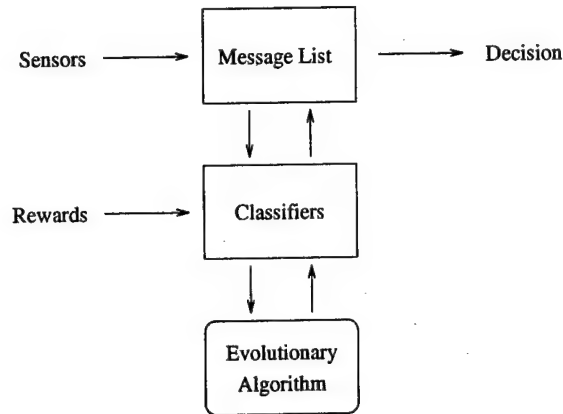 Sensors
Message List
Decision
Rewards
Classifiers
Evolutionary
Algorithm